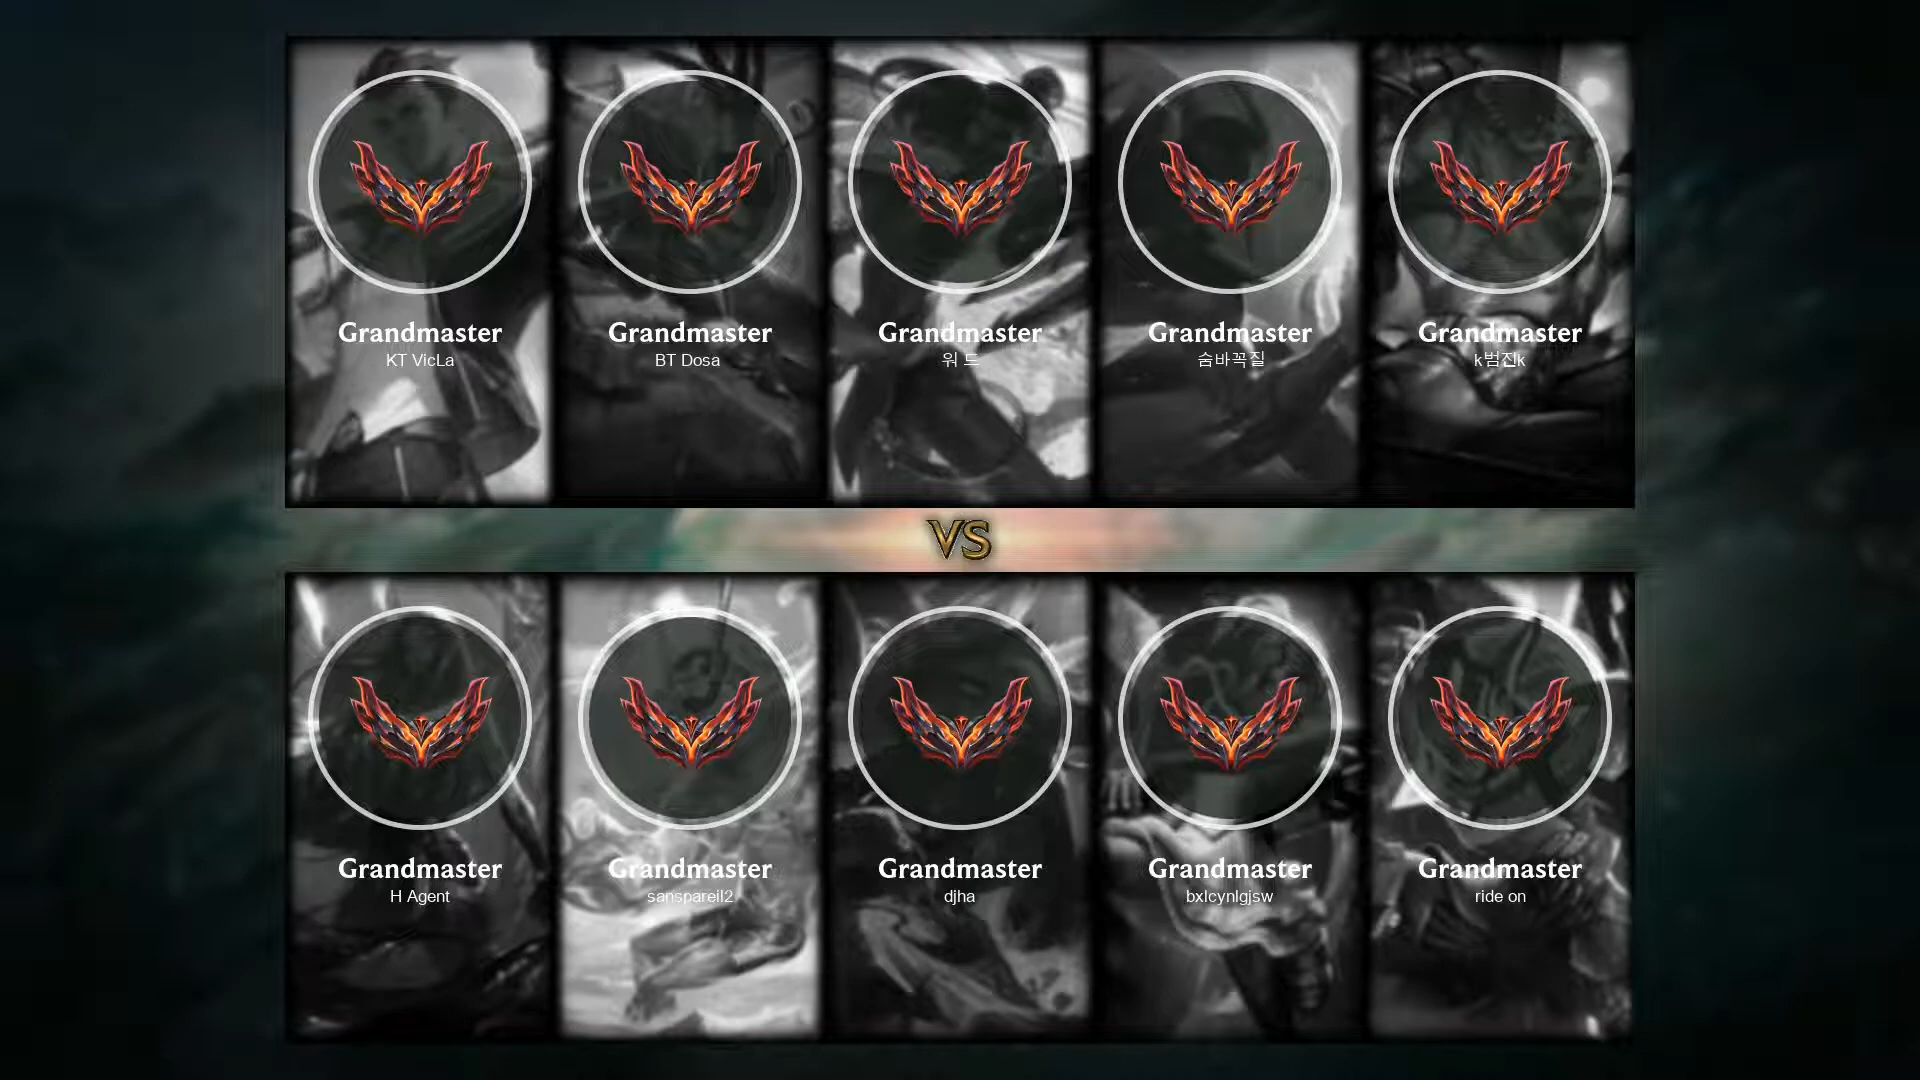 Grandmaster
KT VicLa
Grandmaster
BT Dosa
Grandmaster
워 드
Grandmaster
숨바꼭질
Grandmaster
k범진k
VS
Grandmaster
H Agent
Grandmaster
sanspareil2
Grandmaster
djha
Grandmaster
bxlcynlgjsw
Grandmaster
ride on